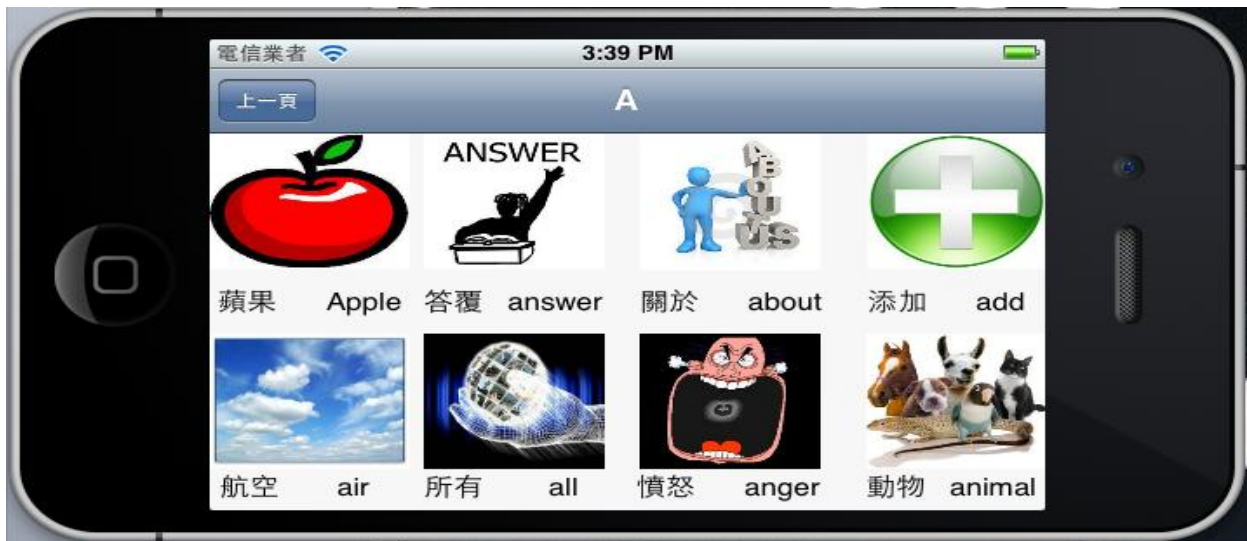 電信業者 3:39 PM
上一頁 A
ANSWER
ABOUT US
蘋果 Apple 答覆 answer 關於 about 添加 add
航空 air 所有 all 憤怒 anger 動物 animal